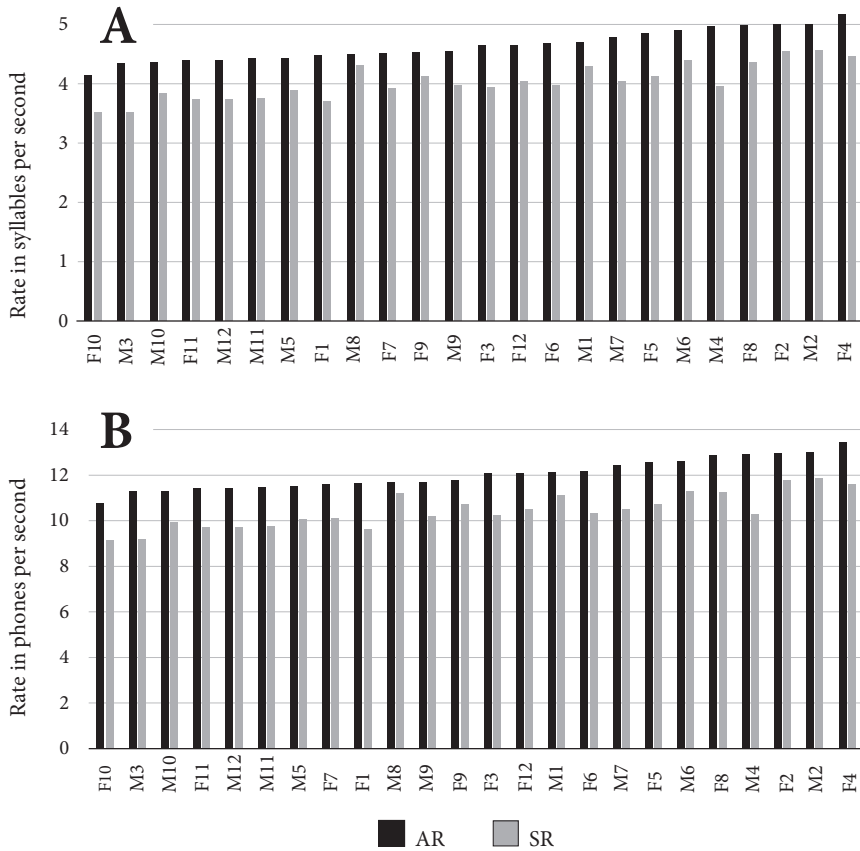 A
Rate in syllables per second
5
4
3
2
1
0
F10 M3 M10 F11 M12 M11 M5 F1 M8 F7 F9 M9 F3 F12 F6 M1 M7 F5 M6 M4 F8 F2 M2 F4
B
Rate in phones per second
14
12
10
8
6
4
2
0
F10 M3 M10 F11 M12 M11 M5 F7 F1 M8 M9 F9 F3 F12 M1 F6 M7 F5 M6 F8 M4 F2 M2 F4
AR SR